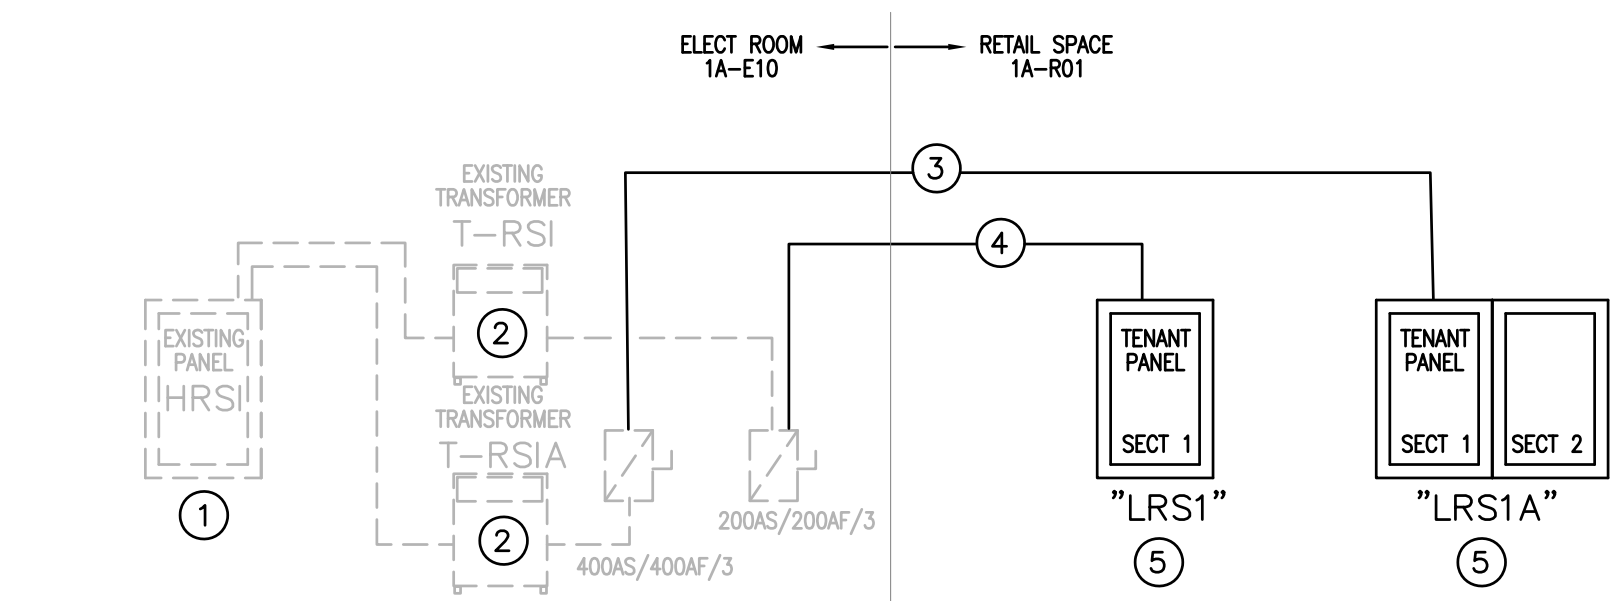 ELECT ROOM
1A-E10
RETAIL SPACE
1A-R01
3
4
EXISTING
TRANSFORMER
T-RSI
2
EXISTING
PANEL
HRSI
1
EXISTING
TRANSFORMER
T-RSIA
2
400AS/400AF/3
200AS/200AF/3
TENANT
PANEL
SECT 1
"LRS1"
5
TENANT
PANEL
SECT 1
SECT 2
"LRS1A"
5